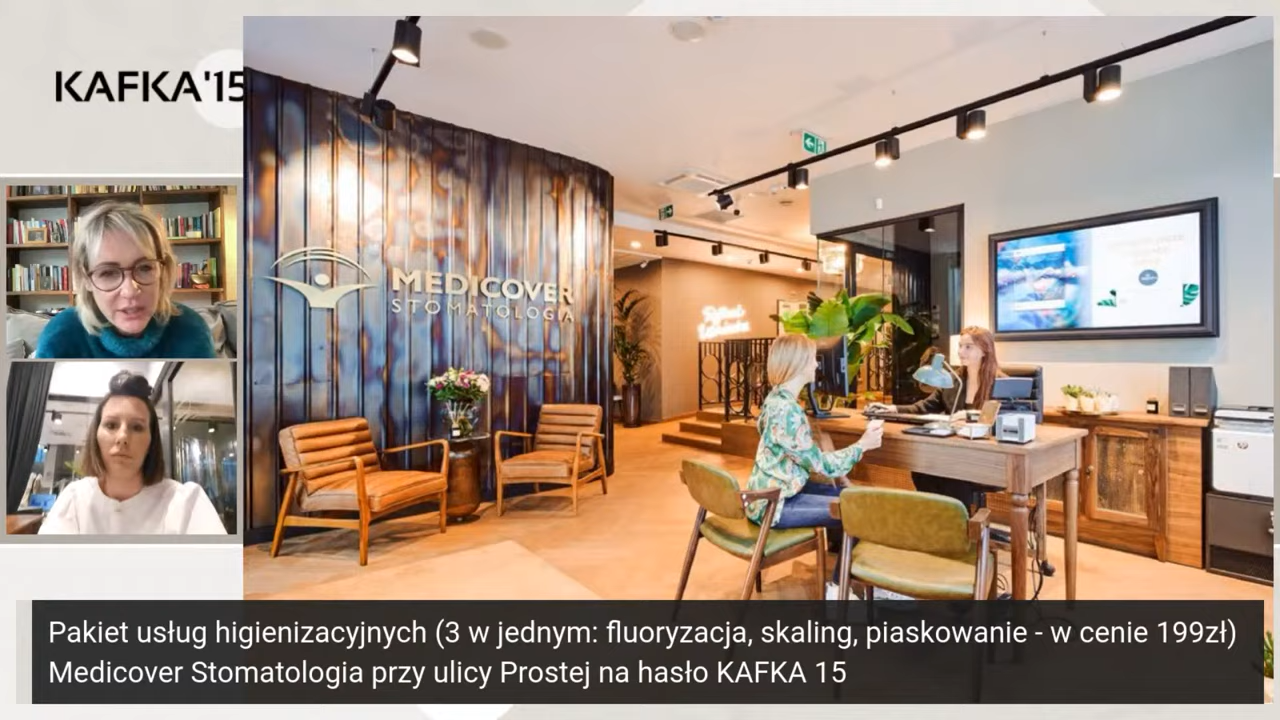 KAFKA'15
MEDICOVER
STOMATOLOGIA
Pakiet usług higienizacyjnych (3 w jednym: fluoryzacja, skaling, piaskowanie - w cenie 199zł)
Medicover Stomatologia przy ulicy Prostej na hasło KAFKA 15